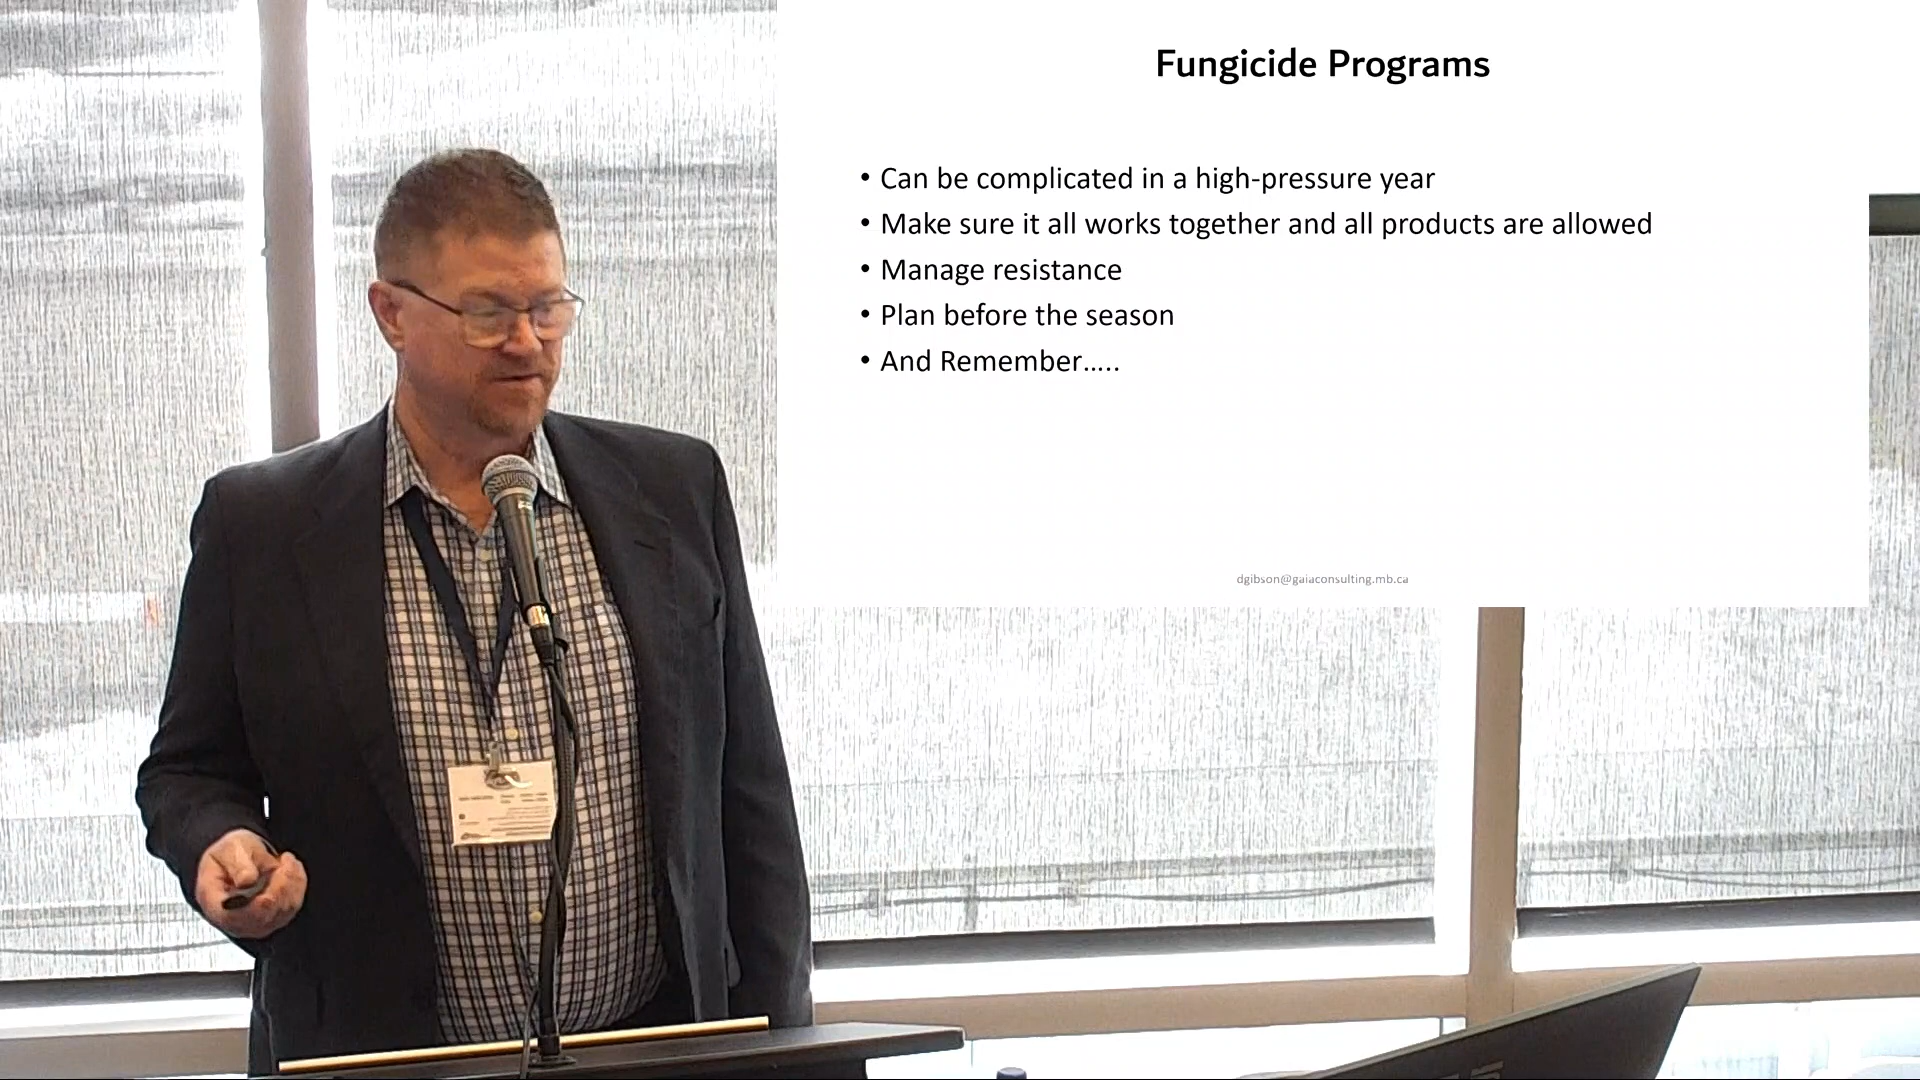 Fungicide Programs
• Can be complicated in a high-pressure year
• Make sure it all works together and all products are allowed
• Manage resistance
• Plan before the season
• And Remember…..
dgibson@gaiaconsulting.mb.ca